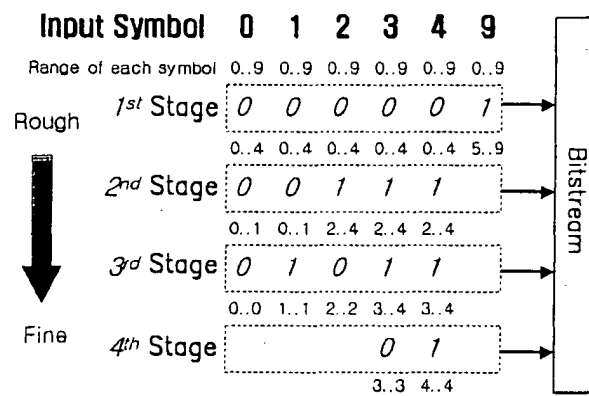 Input Symbol 0 1 2 3 4 9
Range of each symbol 0..9 0..9 0..9 0..9 0..9 0..9
Rough
1st Stage 0 0 0 0 0 1
0..4 0..4 0..4 0..4 0..4 5..9
2nd Stage 0 0 1 1 1
0..1 0..1 2..4 2..4 2..4
3rd Stage 0 1 0 1 1
0..0 1..1 2..2 3..4 3..4
Fine
4th Stage 0 1
3..3 4..4
Bitstream